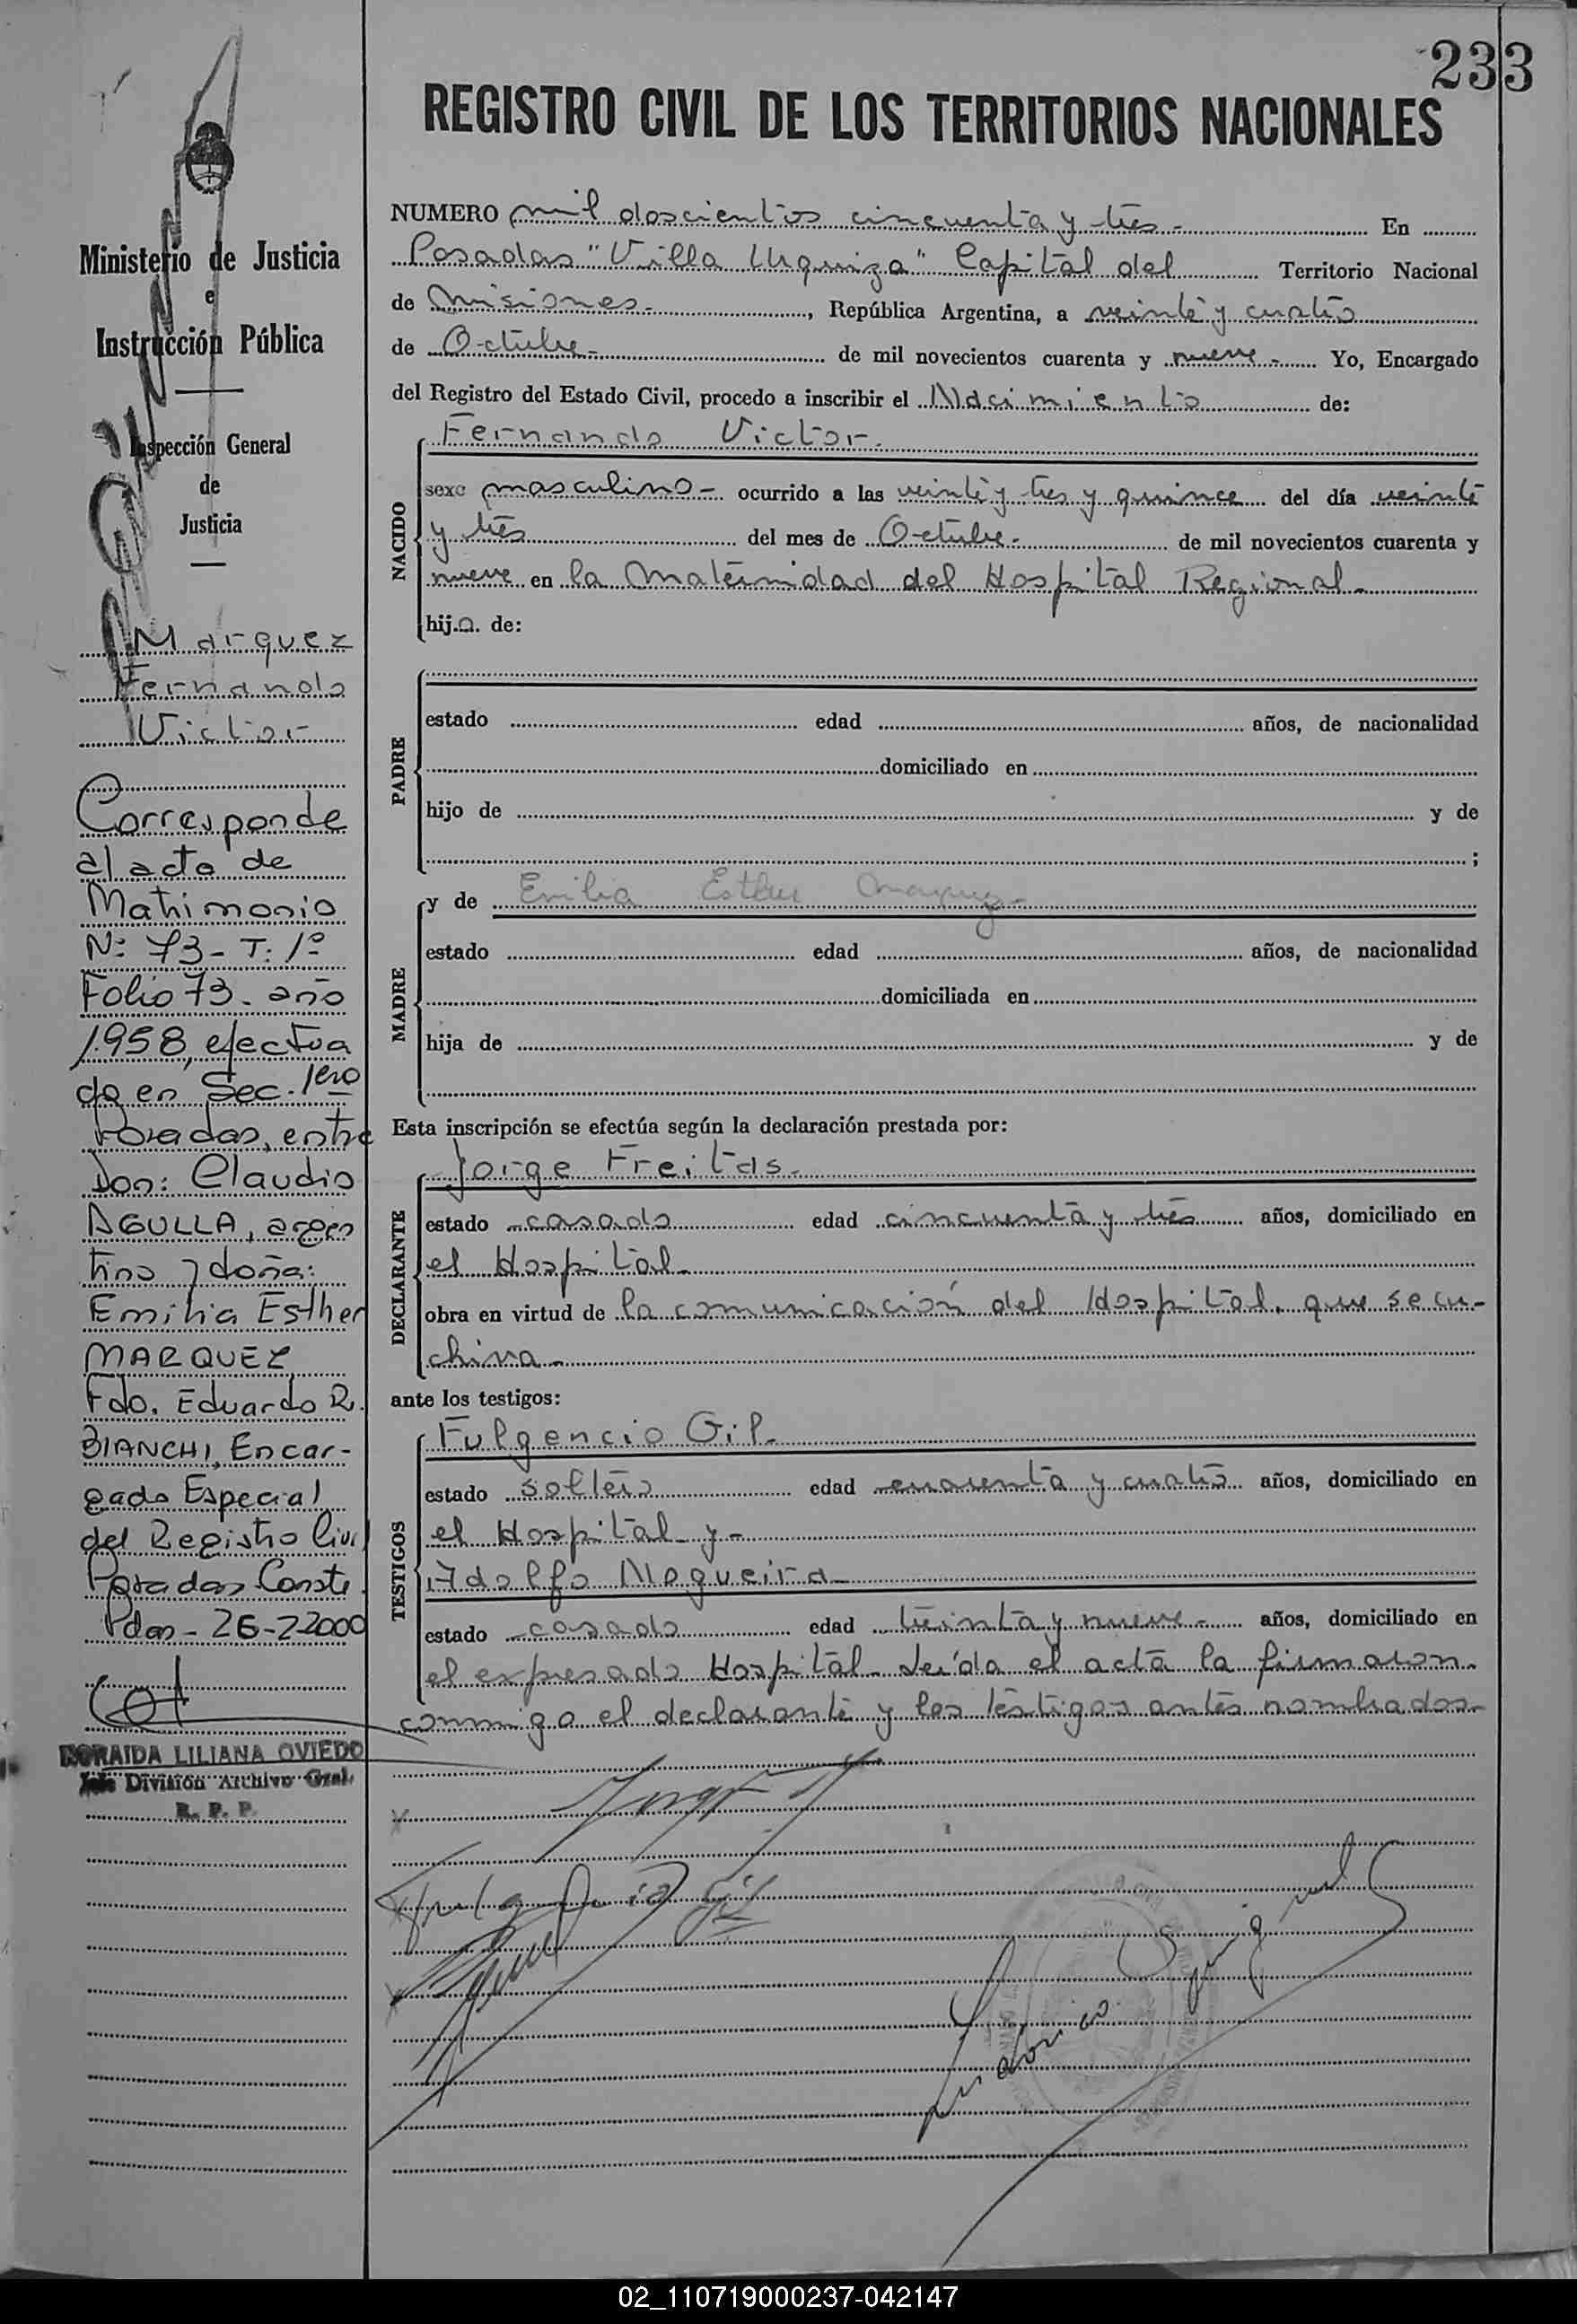 233
REGISTRO CIVIL DE LOS TERRITORIOS NACIONALES
Ministerio de Justicia
e
Instrucción Pública
Inspección General
de
Justicia
Marquez
Fernando
Victor
Corresponde
al acta de
Matrimonio
Nº 73 - T: 1º
Folio 73. año
1958, efectua
do en Sec. 1ero
Posadas, entre
Don: Claudio
AGULLA, argen
tino y doña:
Emilia Esther
MARQUEZ
Fdo. Eduardo R.
BIANCHI, Encar-
gado Especial
del Registro Civil
Posadas Conste.
Pdas - 26-2-2000
ZORAIDA LILIANA OVIEDO
Jefe División Archivo Gral.
R. P. P.
NUMERO mil doscientos cincuenta y tres - En
Posadas "Villa Urquiza" Capital del Territorio Nacional
de Misiones-, República Argentina, a veinte y cuatro
de Octubre- de mil novecientos cuarenta y nueve- Yo, Encargado
del Registro del Estado Civil, procedo a inscribir el Nacimiento de:
NACIDO
Fernando Victor-
sexo masculino- ocurrido a las veinte y tres y quince del día veinte
y tres del mes de Octubre- de mil novecientos cuarenta y
nueve en la Maternidad del Hospital Regional-
hijo de:
PADRE
estado edad años, de nacionalidad
domiciliado en
hijo de y de
;
MADRE
y de Emilia Esther Marquez-
estado edad años, de nacionalidad
domiciliada en
hija de y de
Esta inscripción se efectúa según la declaración prestada por:
DECLARANTE
Jorge Freitas-
estado casado edad cincuenta y tres años, domiciliado en
el Hospital-
obra en virtud de la comunicación del Hospital, que se cu-
china-
ante los testigos:
TESTIGOS
Fulgencio Gil-
estado soltero edad cuarenta y cuatro años, domiciliado en
el Hospital y-
Adolfo Nogueira-
estado casado edad treinta y nueve- años, domiciliado en
el expresado Hospital- Leída el acta la firmaron-
conmigo el declarante y los testigos antes nombrados-
Fulgencio Gil
02_110719000237-042147